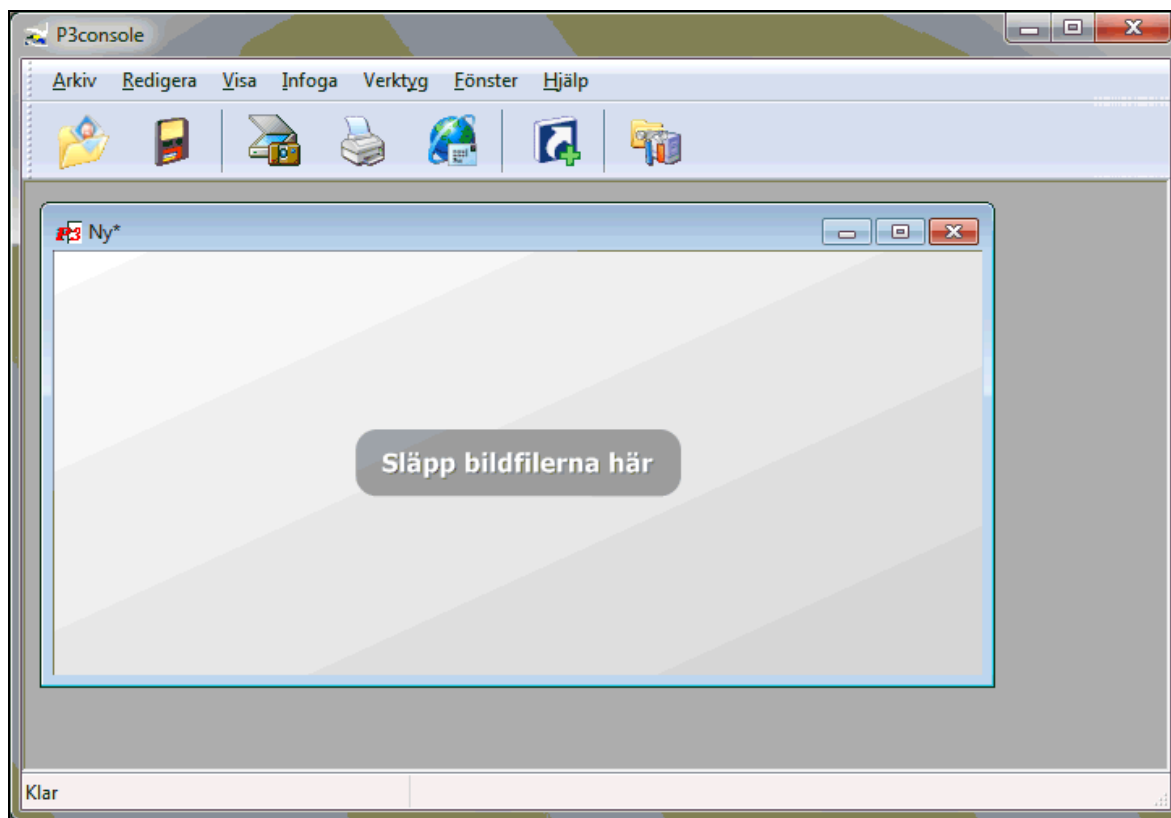 P3console
Arkiv Redigera Visa Infoga Verktyg Fönster Hjälp
P3 Ny*
Släpp bildfilerna här
Klar